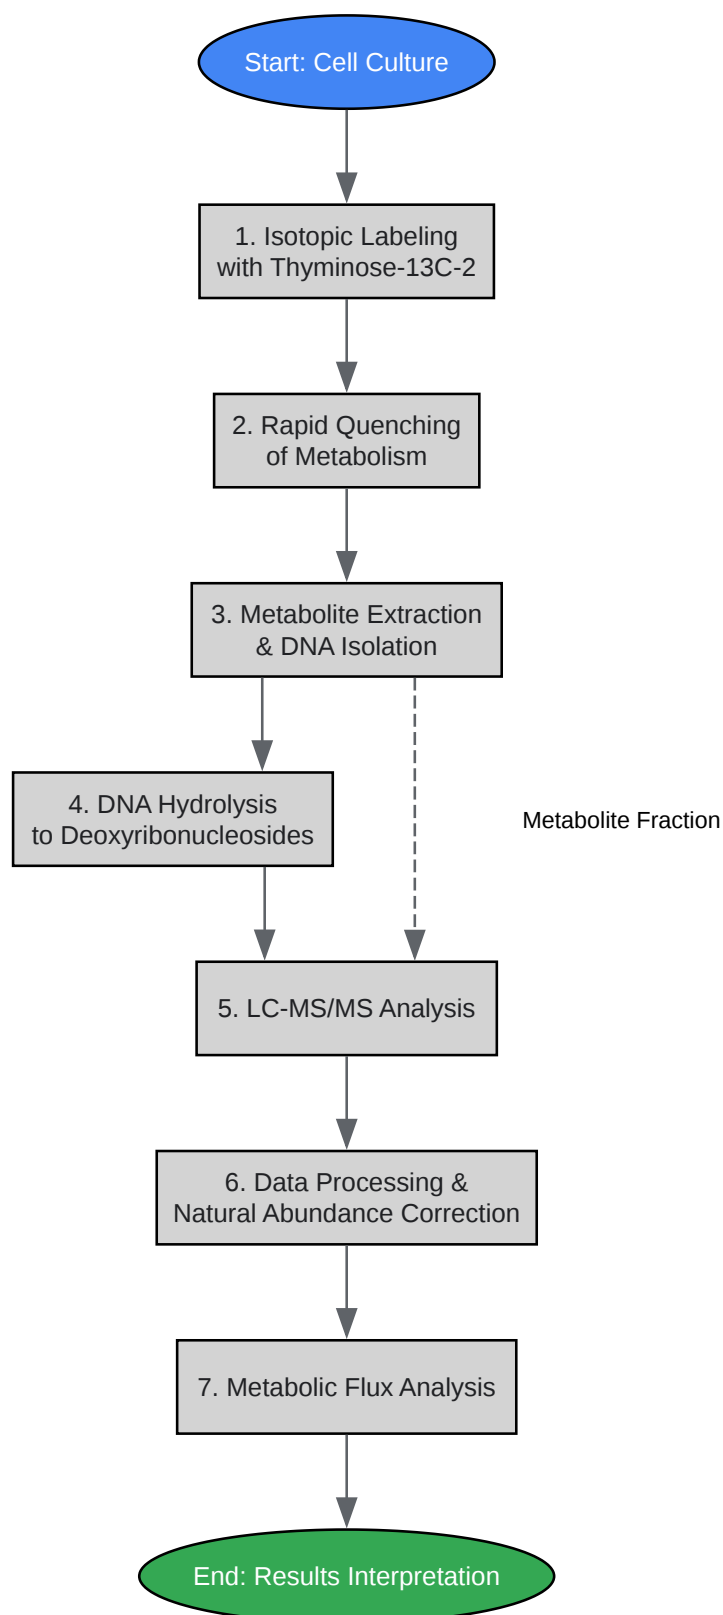 Start: Cell Culture
1. Isotopic Labeling
with Thyminose-13C-2
2. Rapid Quenching
of Metabolism
3. Metabolite Extraction
& DNA Isolation
4. DNA Hydrolysis
to Deoxyribonucleosides
Metabolite Fraction
5. LC-MS/MS Analysis
6. Data Processing &
Natural Abundance Correction
7. Metabolic Flux Analysis
End: Results Interpretation